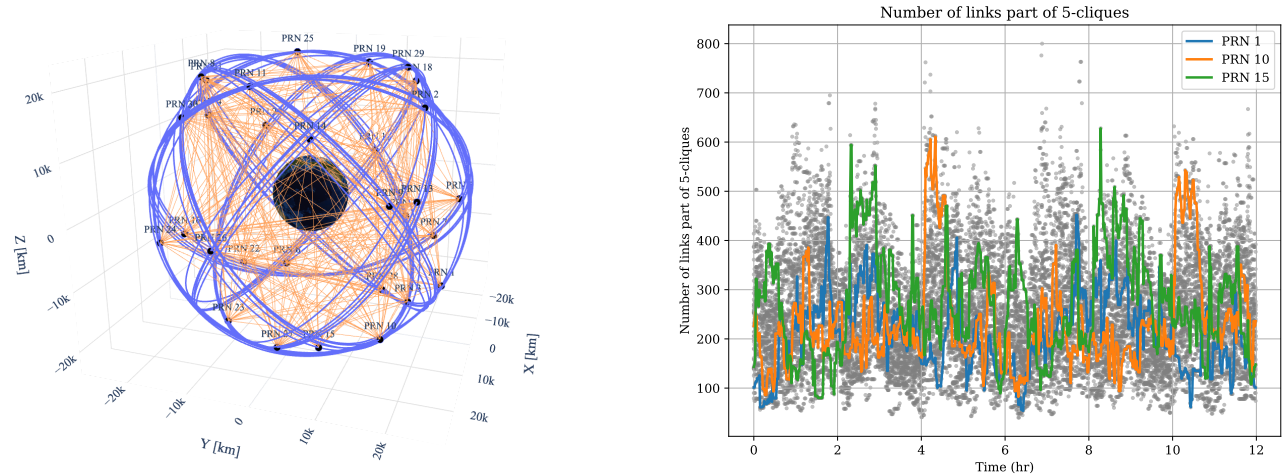 PRN 25
PRN 19
PRN 29
PRN 8
PRN 11
PRN 2
PRN 14
PRN 13
PRN 24
PRN 22
PRN 23
PRN 10
20k
10k
0
−10k
−20k
Z [km]
−20k
−10k
0
10k
20k
Y [km]
−20k
−10k
0
10k
20k
X [km]
Number of links part of 5-cliques
PRN 1
PRN 10
PRN 15
800
700
600
500
400
300
200
100
Number of links part of 5-cliques
0
2
4
6
8
10
12
Time (hr)